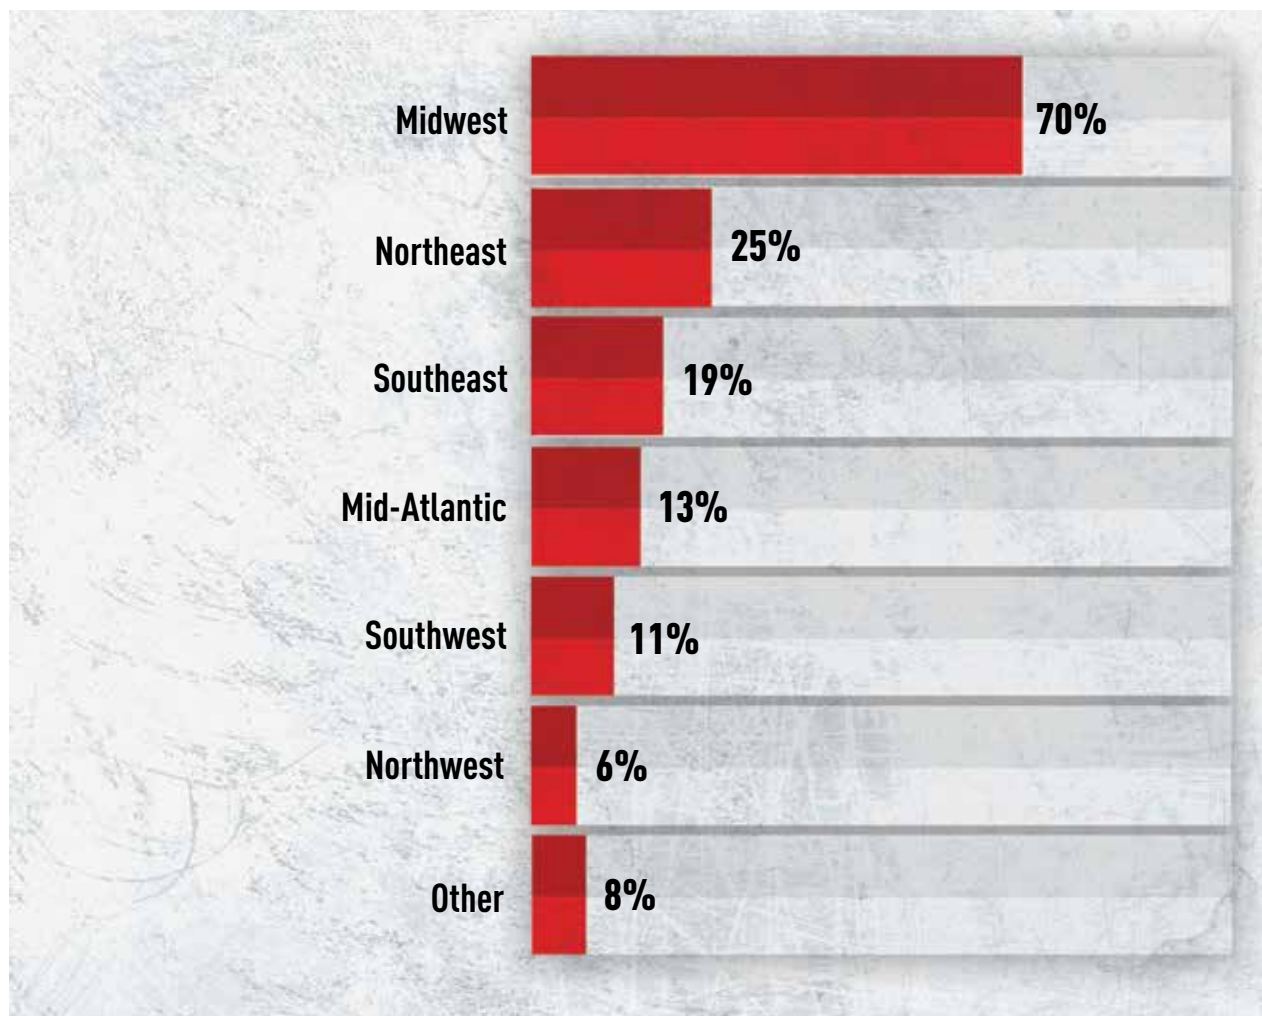 Midwest 70%
Northeast 25%
Southeast 19%
Mid-Atlantic 13%
Southwest 11%
Northwest 6%
Other 8%